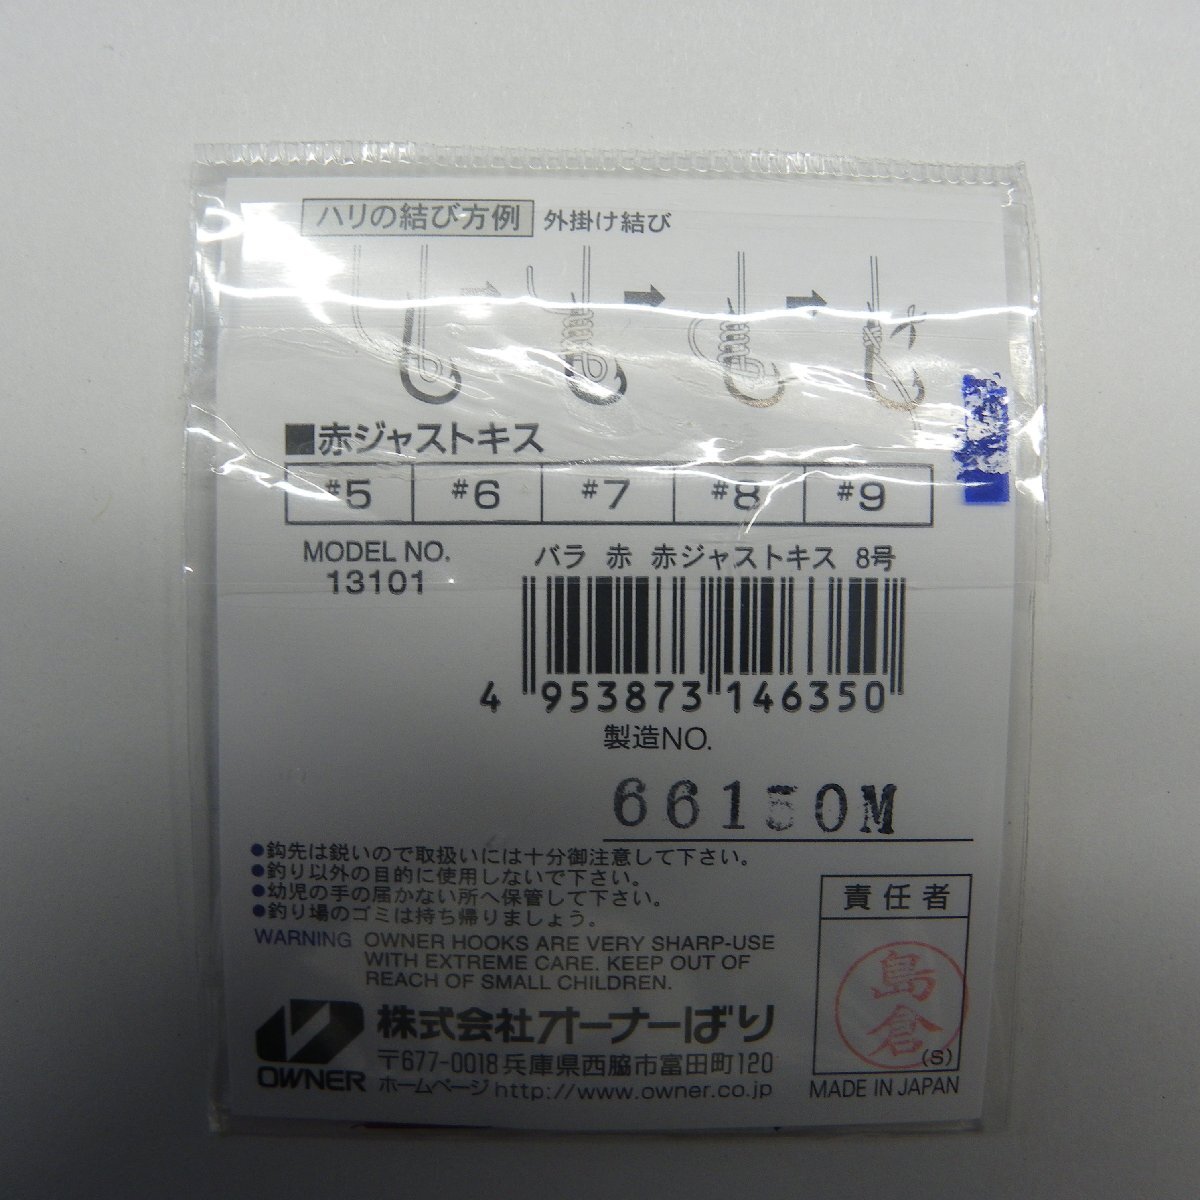 ハリの結び方例 外掛け結び
■赤ジャストキス
#5 #6 #7 #8 #9
MODEL NO.
13101
バラ 赤 赤ジャストキス 8号
4 953873 146350
製造NO.
66150M
●鈎先は鋭いので取扱いには十分御注意して下さい。
●釣り以外の目的に使用しないで下さい。
●幼児の手の届かない所へ保管して下さい。
●釣り場のゴミは持ち帰りましょう。
WARNING OWNER HOOKS ARE VERY SHARP-USE
WITH EXTREME CARE. KEEP OUT OF
REACH OF SMALL CHILDREN.
責任者
島倉
(S)
OWNER
株式会社オーナーばり
〒677-0018兵庫県西脇市富田町120
ホームページhttp://www.owner.co.jp
MADE IN JAPAN